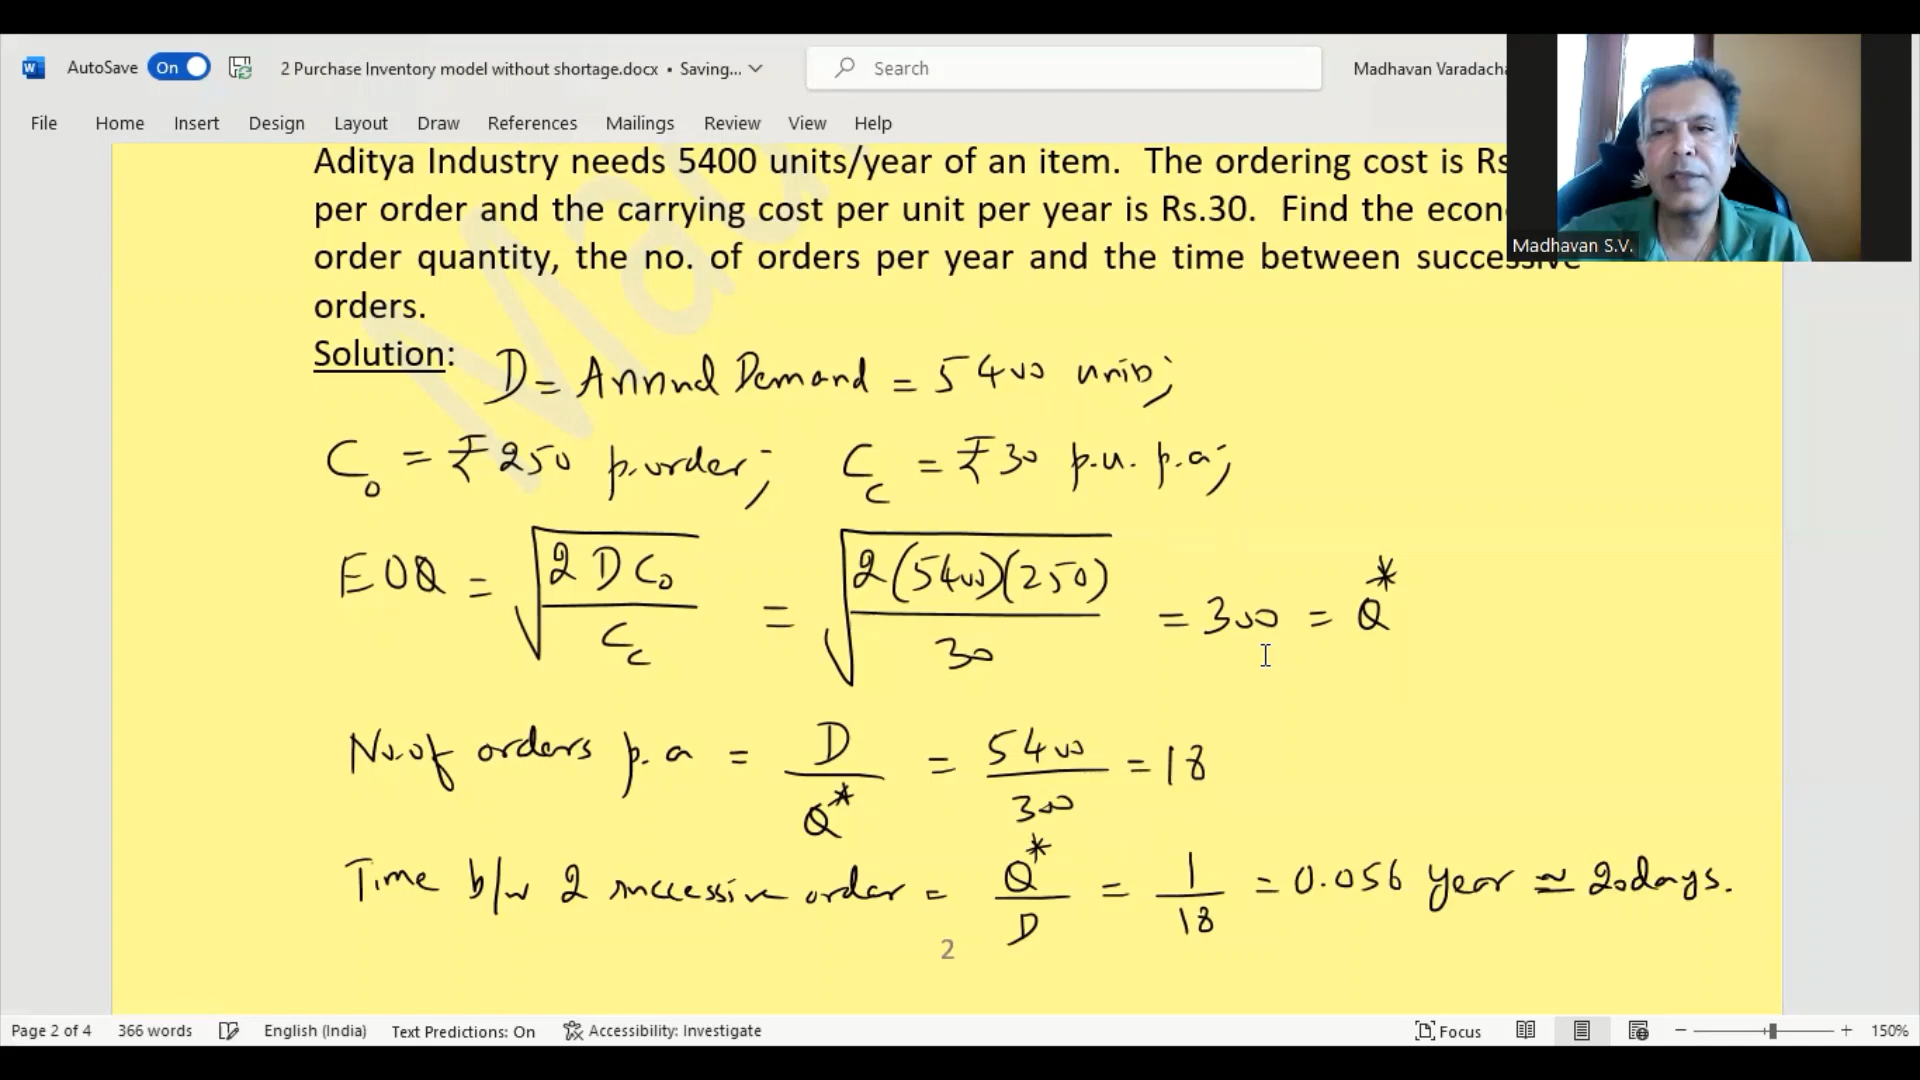 AutoSave On 2 Purchase Inventory model without shortage.docx • Saving... Search Madhavan Varadacha
File Home Insert Design Layout Draw References Mailings Review View Help
Aditya Industry needs 5400 units/year of an item. The ordering cost is Rs
per order and the carrying cost per unit per year is Rs.30. Find the econ
order quantity, the no. of orders per year and the time between successive
orders.
Madhavan S.V.
Solution: D = Annual Demand = 5400 units;
C₀ = ₹250 p.order; C_c = ₹30 p.u. p.a;
EOQ = √(2DC₀/C_c) = √(2(5400)(250)/30) = 300 = Q*
No. of orders p.a = D/Q* = 5400/300 = 18
Time b/w 2 successive order = Q*/D = 1/18 = 0.056 year ≃ 20days.
2
Page 2 of 4 366 words English (India) Text Predictions: On Accessibility: Investigate Focus 150%